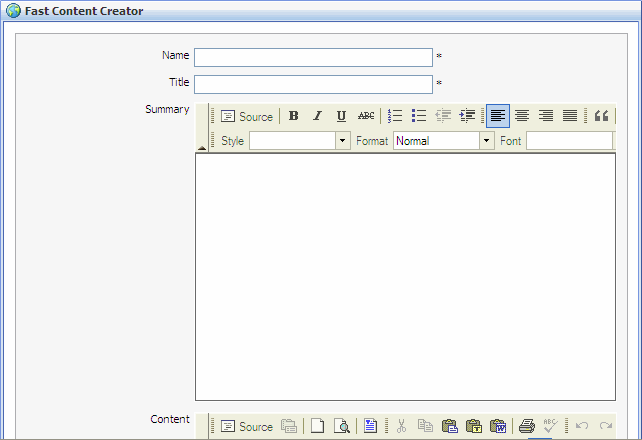 Fast Content Creator
Name *
Title *
Summary
Source B I U ABC
Style Format Normal Font
Content
Source ABC